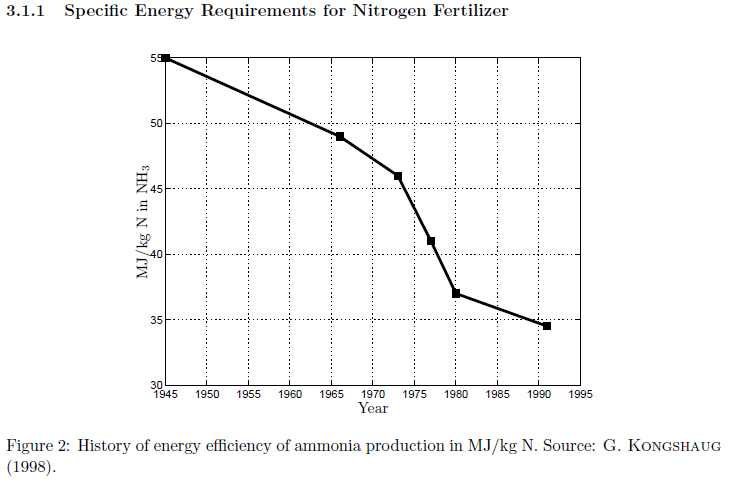 3.1.1 Specific Energy Requirements for Nitrogen Fertilizer
55
50
45
40
35
30
MJ/kg N in NH₃
1945 1950 1955 1960 1965 1970 1975 1980 1985 1990 1995
Year
Figure 2: History of energy efficiency of ammonia production in MJ/kg N. Source: G. KONGSHAUG
(1998).